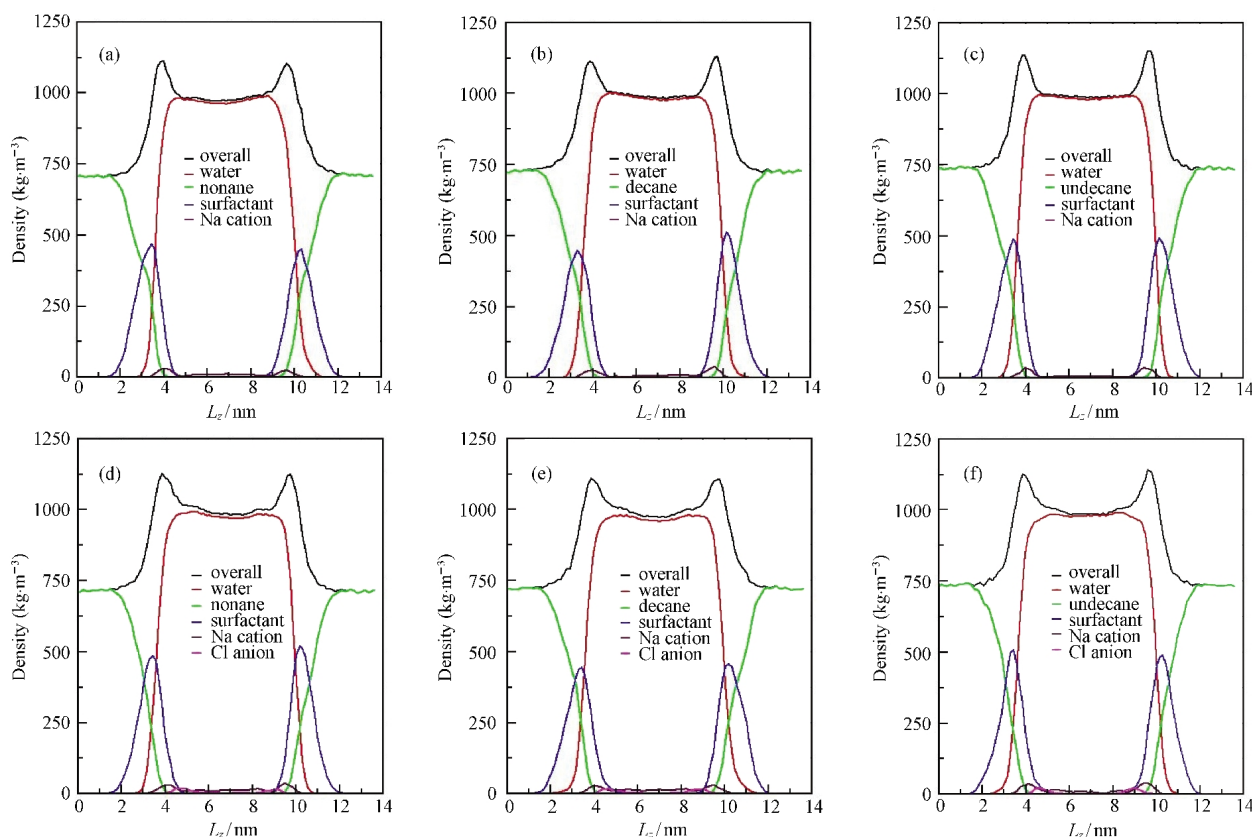 (a)
1250
1000
750
500
250
0
Density (kg·m⁻³)
overall
water
nonane
surfactant
Na cation
0 2 4 6 8 10 12 14
L_z/nm
(b)
1250
1000
750
500
250
0
Density (kg·m⁻³)
overall
water
decane
surfactant
Na cation
0 2 4 6 8 10 12 14
L_z/nm
(c)
1250
1000
750
500
250
0
Density (kg·m⁻³)
overall
water
undecane
surfactant
Na cation
0 2 4 6 8 10 12 14
L_z/nm
(d)
1250
1000
750
500
250
0
Density (kg·m⁻³)
overall
water
nonane
surfactant
Na cation
Cl anion
0 2 4 6 8 10 12 14
L_z/nm
(e)
1250
1000
750
500
250
0
Density (kg·m⁻³)
overall
water
decane
surfactant
Na cation
Cl anion
0 2 4 6 8 10 12 14
L_z/nm
(f)
1250
1000
750
500
250
0
Density (kg·m⁻³)
overall
water
undecane
surfactant
Na cation
Cl anion
0 2 4 6 8 10 12 14
L_z/nm